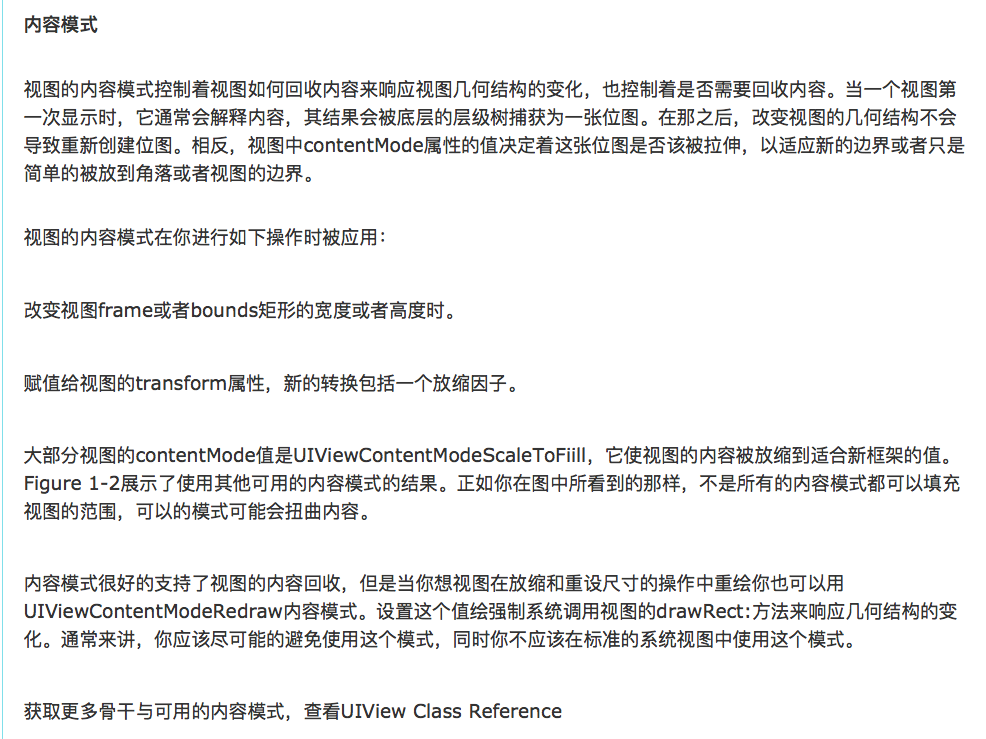 内容模式
视图的内容模式控制着视图如何回收内容来响应视图几何结构的变化，也控制着是否需要回收内容。当一个视图第
一次显示时，它通常会解释内容，其结果会被底层的层级树捕获为一张位图。在那之后，改变视图的几何结构不会
导致重新创建位图。相反，视图中contentMode属性的值决定着这张位图是否该被拉伸，以适应新的边界或者只是
简单的被放到角落或者视图的边界。
视图的内容模式在你进行如下操作时被应用：
改变视图frame或者bounds矩形的宽度或者高度时。
赋值给视图的transform属性，新的转换包括一个放缩因子。
大部分视图的contentMode值是UIViewContentModeScaleToFiill，它使视图的内容被放缩到适合新框架的值。
Figure 1-2展示了使用其他可用的内容模式的结果。正如你在图中所看到的那样，不是所有的内容模式都可以填充
视图的范围，可以的模式可能会扭曲内容。
内容模式很好的支持了视图的内容回收，但是当你想视图在放缩和重设尺寸的操作中重绘你也可以用
UIViewContentModeRedraw内容模式。设置这个值绘强制系统调用视图的drawRect:方法来响应几何结构的变
化。通常来讲，你应该尽可能的避免使用这个模式，同时你不应该在标准的系统视图中使用这个模式。
获取更多骨干与可用的内容模式，查看UIView Class Reference